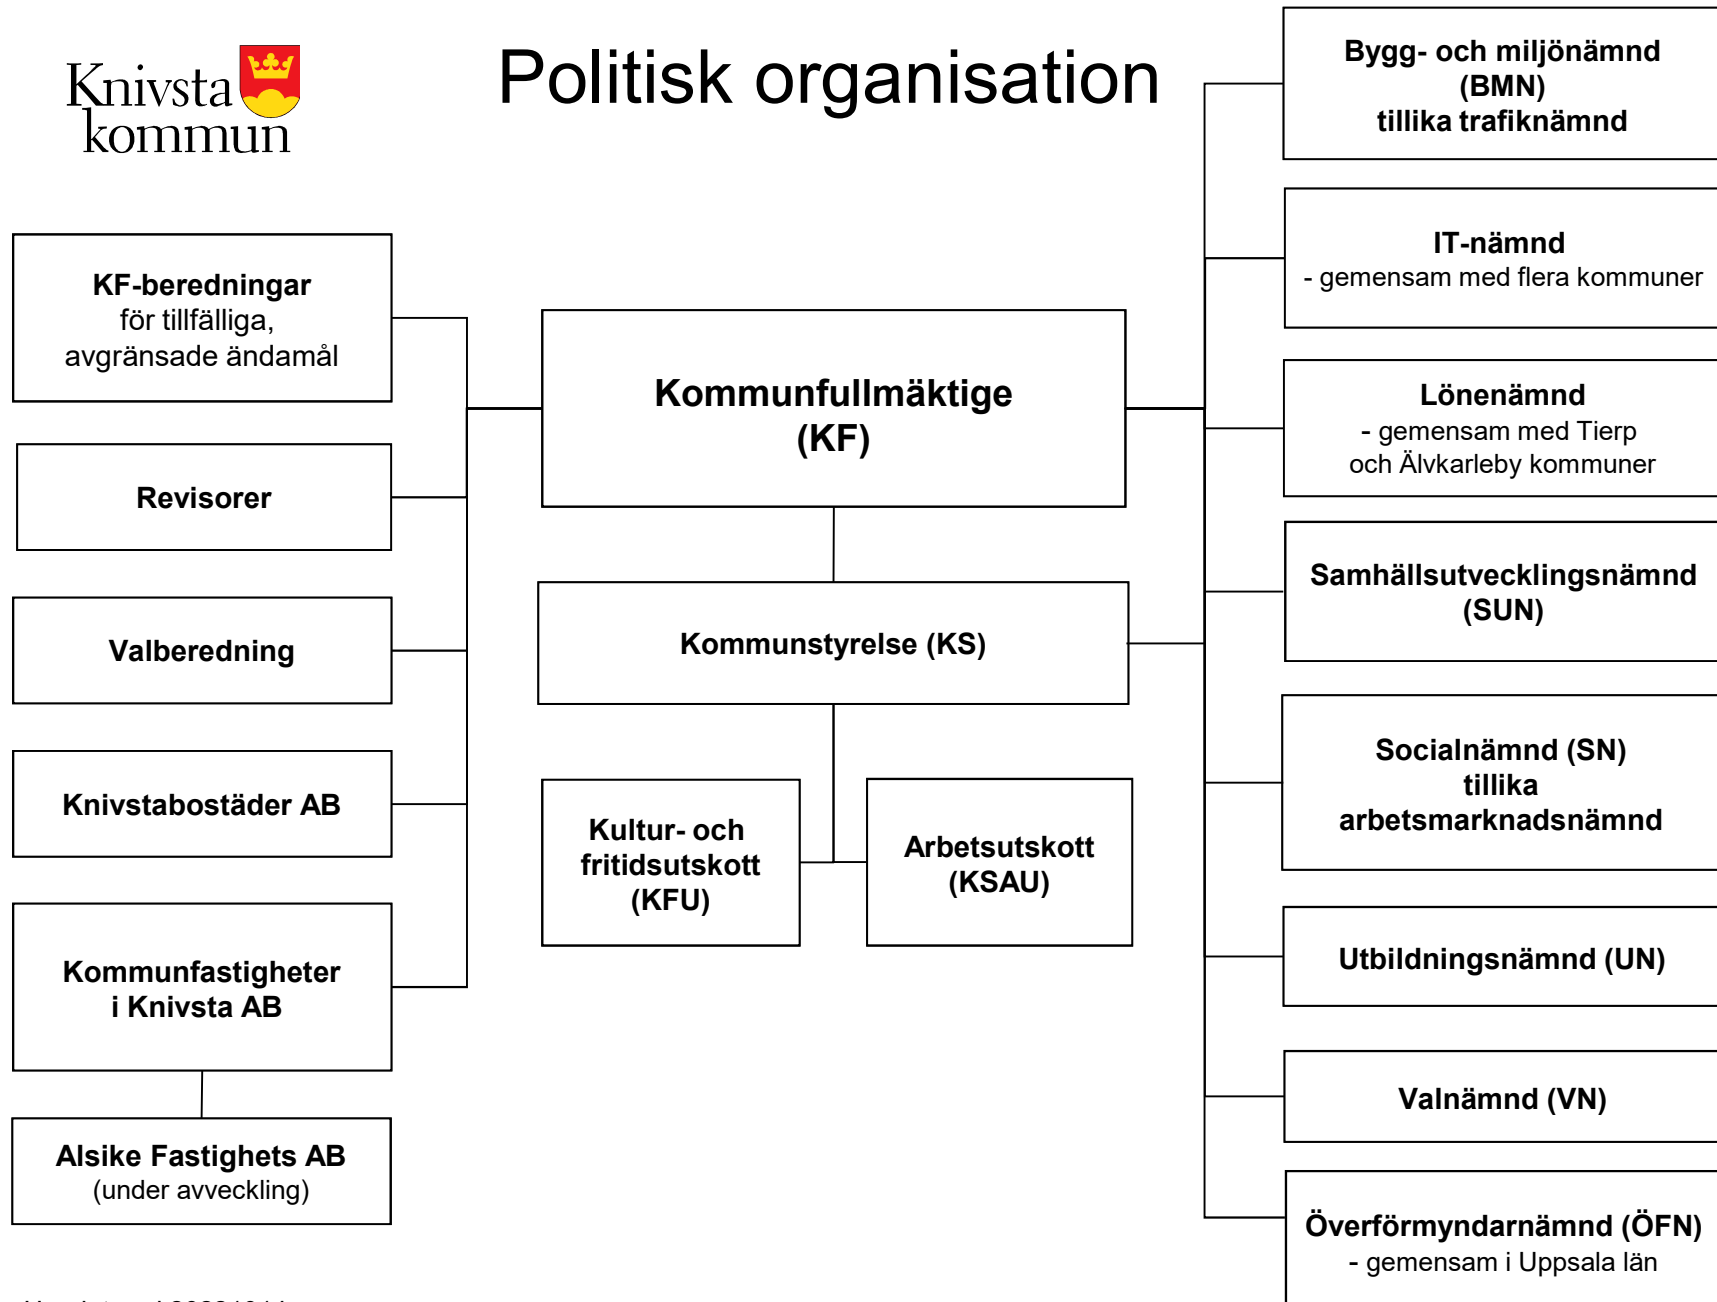 Knivsta
kommun
Politisk organisation
Bygg- och miljönämnd
(BMN)
tillika trafiknämnd
IT-nämnd
- gemensam med flera kommuner
KF-beredningar
för tillfälliga,
avgränsade ändamål
Kommunfullmäktige
(KF)
Lönenämnd
- gemensam med Tierp
och Älvkarleby kommuner
Revisorer
Samhällsutvecklingsnämnd
(SUN)
Valberedning
Kommunstyrelse (KS)
Socialnämnd (SN)
tillika
arbetsmarknadsnämnd
Knivstabostäder AB
Kultur- och
fritidsutskott
(KFU)
Arbetsutskott
(KSAU)
Kommunfastigheter
i Knivsta AB
Utbildningsnämnd (UN)
Valnämnd (VN)
Alsike Fastighets AB
(under avveckling)
Överförmyndarnämnd (ÖFN)
- gemensam i Uppsala län